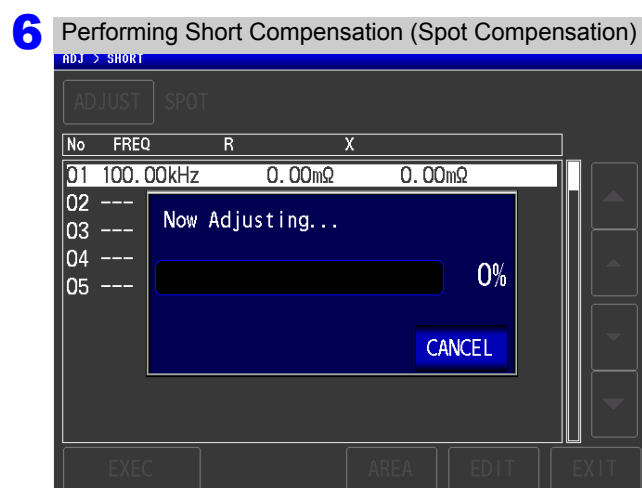 6 Performing Short Compensation (Spot Compensation)
ADJ > SHORT
ADJUST SPOT
No FREQ R X
01 100.00kHz 0.00mΩ 0.00mΩ
02 ---
03 ---
04 ---
05 ---
Now Adjusting...
0%
CANCEL
EXEC AREA EDIT EXIT